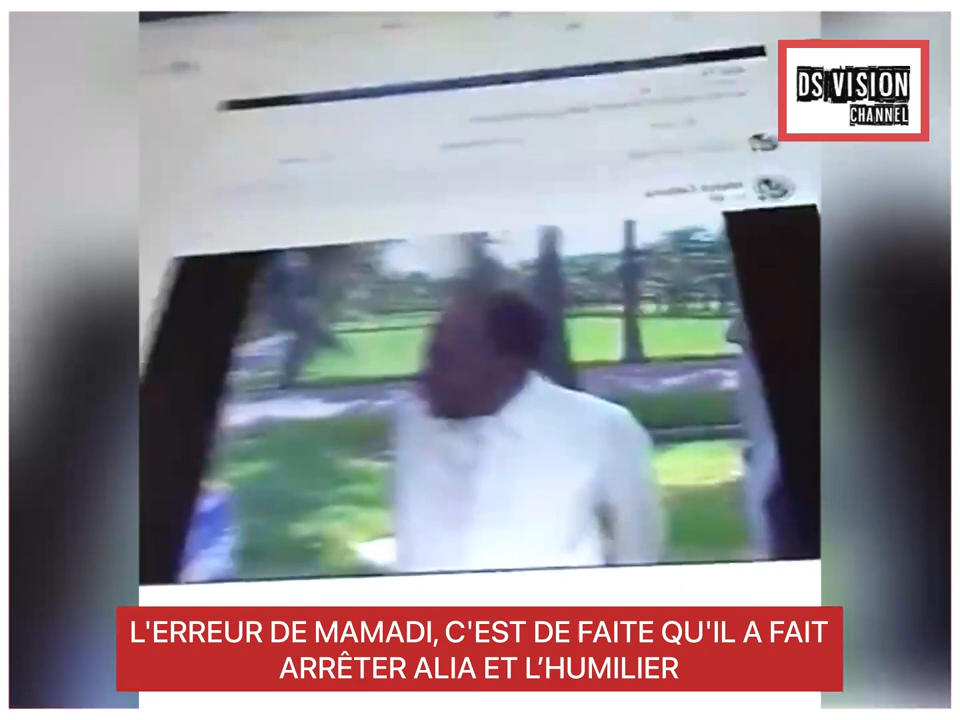 DS VISION
CHANNEL
L'ERREUR DE MAMADI, C'EST DE FAITE QU'IL A FAIT
ARRÊTER ALIA ET L’HUMILIER